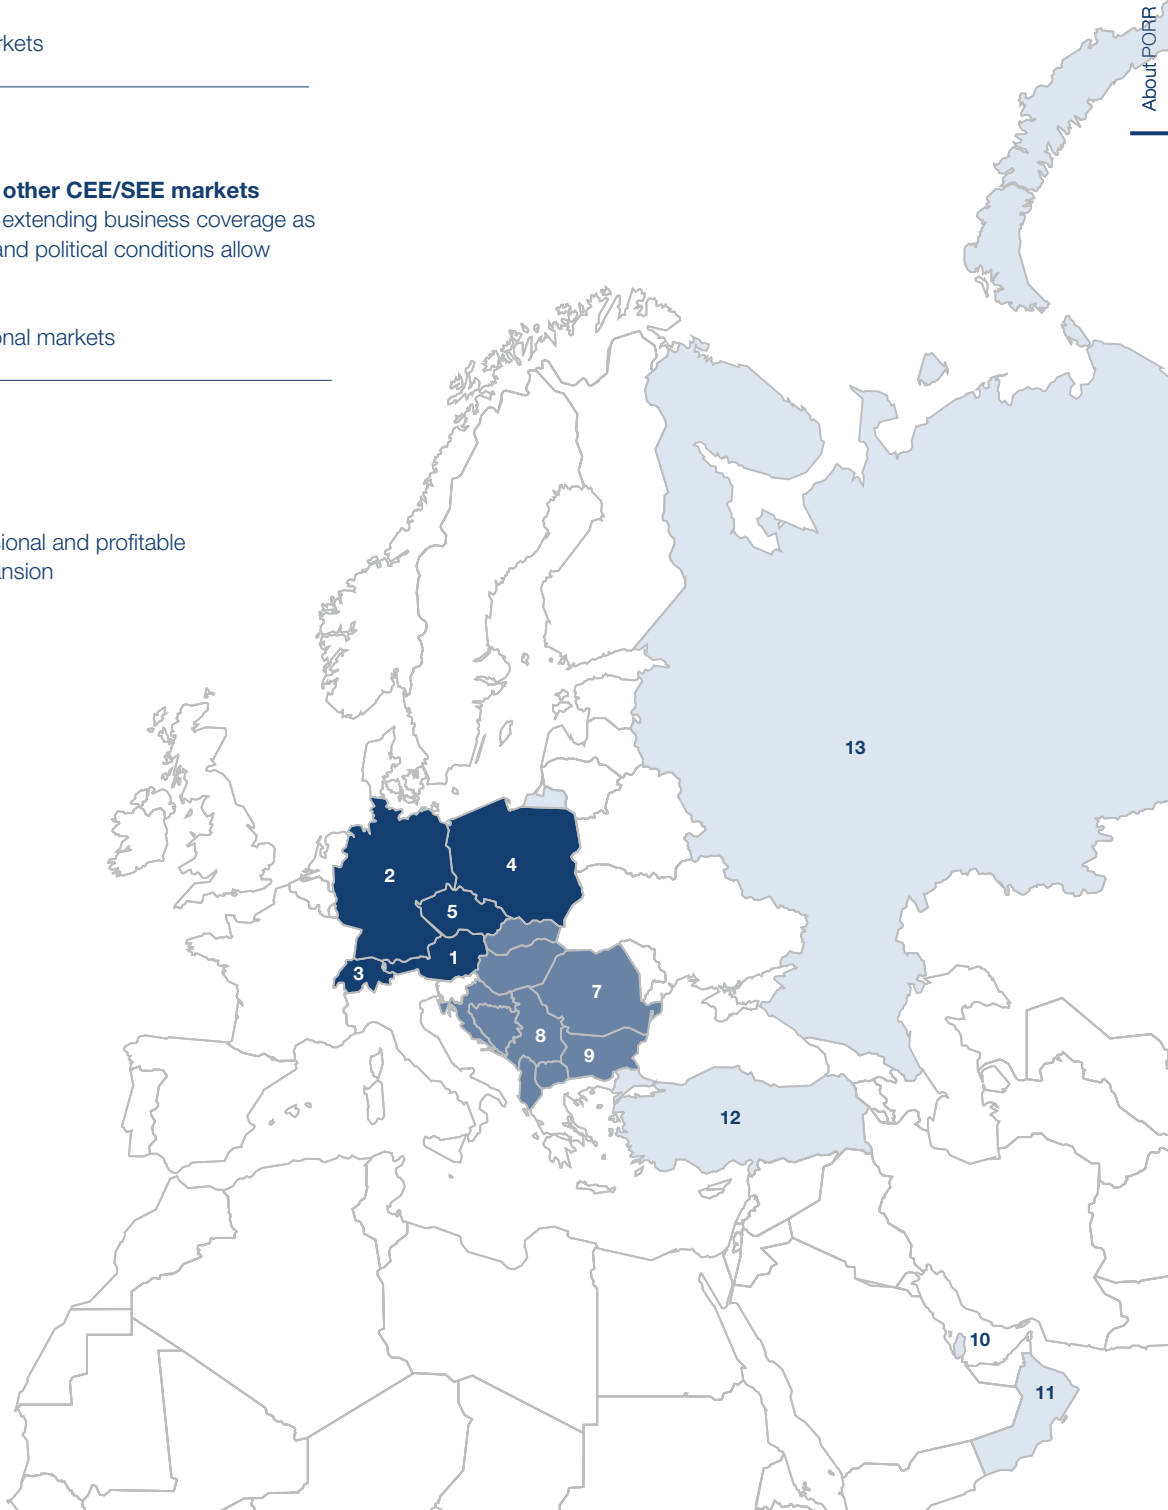 rkets
other CEE/SEE markets
extending business coverage as
and political conditions allow
onal markets
ional and profitable
ansion
About PORR
13
2
4
5
1
3
7
8
9
12
10
11